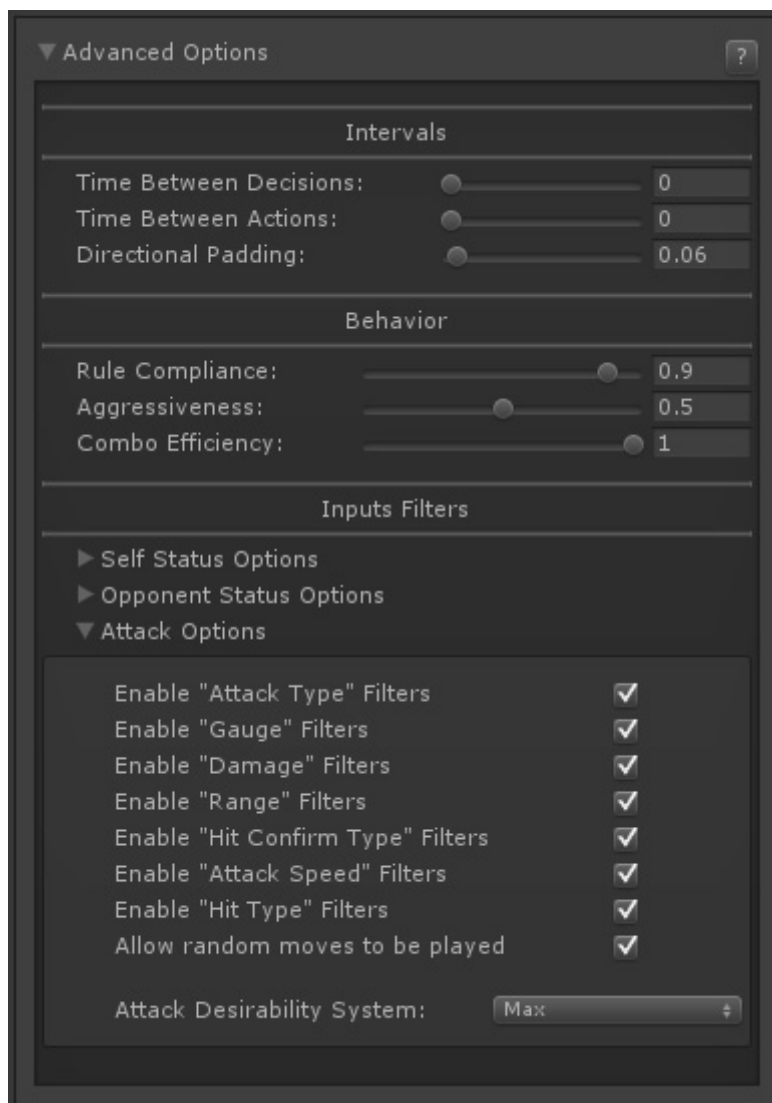 Advanced Options
?
Intervals
Time Between Decisions: 0
Time Between Actions: 0
Directional Padding: 0.06
Behavior
Rule Compliance: 0.9
Aggressiveness: 0.5
Combo Efficiency: 1
Inputs Filters
Self Status Options
Opponent Status Options
Attack Options
Enable "Attack Type" Filters
Enable "Gauge" Filters
Enable "Damage" Filters
Enable "Range" Filters
Enable "Hit Confirm Type" Filters
Enable "Attack Speed" Filters
Enable "Hit Type" Filters
Allow random moves to be played
Attack Desirability System: Max